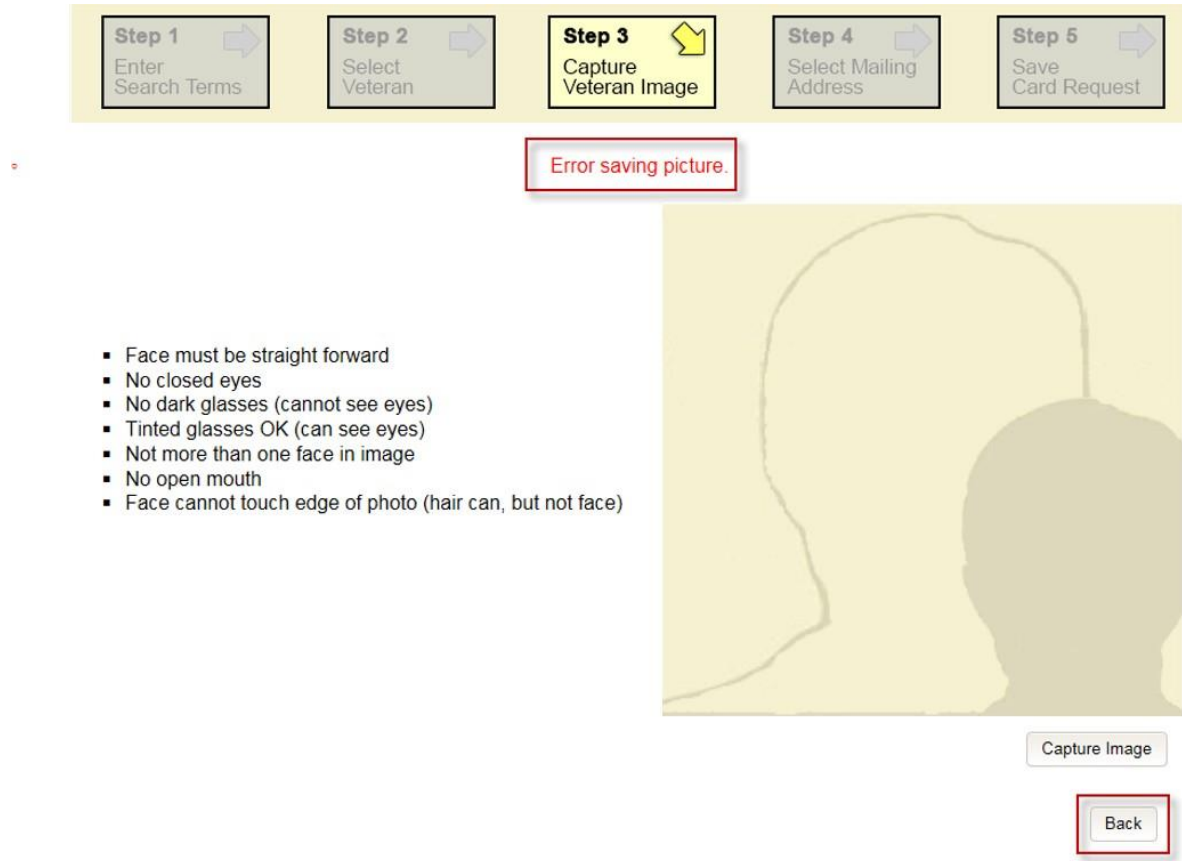 Step 1
Enter
Search Terms
Step 2
Select
Veteran
Step 3
Capture
Veteran Image
Step 4
Select Mailing
Address
Step 5
Save
Card Request
Error saving picture.
▪ Face must be straight forward
▪ No closed eyes
▪ No dark glasses (cannot see eyes)
▪ Tinted glasses OK (can see eyes)
▪ Not more than one face in image
▪ No open mouth
▪ Face cannot touch edge of photo (hair can, but not face)
Capture Image
Back